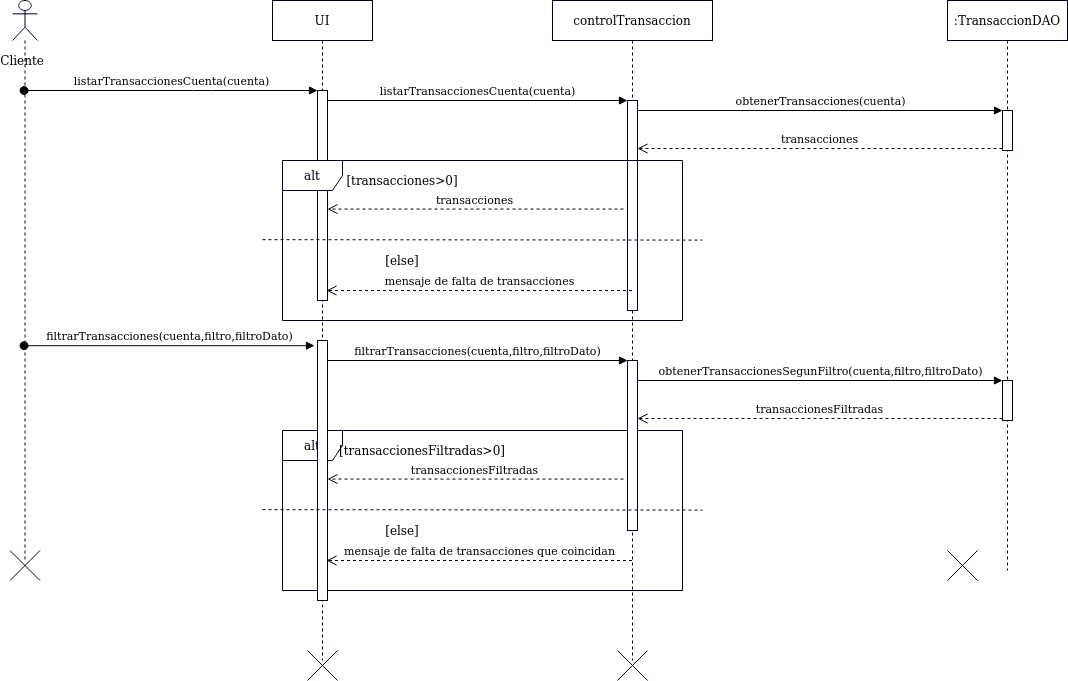 UI
controlTransaccion
:TransaccionDAO
Cliente
listarTransaccionesCuenta(cuenta)
listarTransaccionesCuenta(cuenta)
obtenerTransacciones(cuenta)
transacciones
alt
[transacciones>0]
transacciones
[else]
mensaje de falta de transacciones
filtrarTransacciones(cuenta,filtro,filtroDato)
filtrarTransacciones(cuenta,filtro,filtroDato)
obtenerTransaccionesSegunFiltro(cuenta,filtro,filtroDato)
transaccionesFiltradas
alt
[transaccionesFiltradas>0]
transaccionesFiltradas
[else]
mensaje de falta de transacciones que coincidan